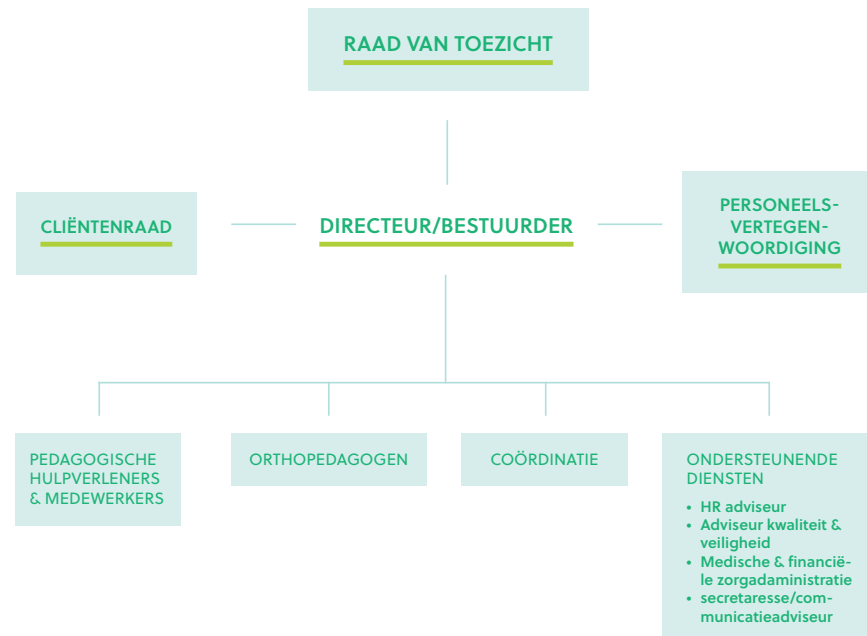 RAAD VAN TOEZICHT
CLIËNTENRAAD
DIRECTEUR/BESTUURDER
PERSONEELS-
VERTEGEN-
WOORDIGING
PEDAGOGISCHE
HULPVERLENERS
& MEDEWERKERS
ORTHOPEDAGOGEN
COÖRDINATIE
ONDERSTEUNENDE
DIENSTEN
• HR adviseur
• Adviseur kwaliteit &
veiligheid
• Medische & financië-
le zorgadaministratie
• secretaresse/com-
municatieadviseur